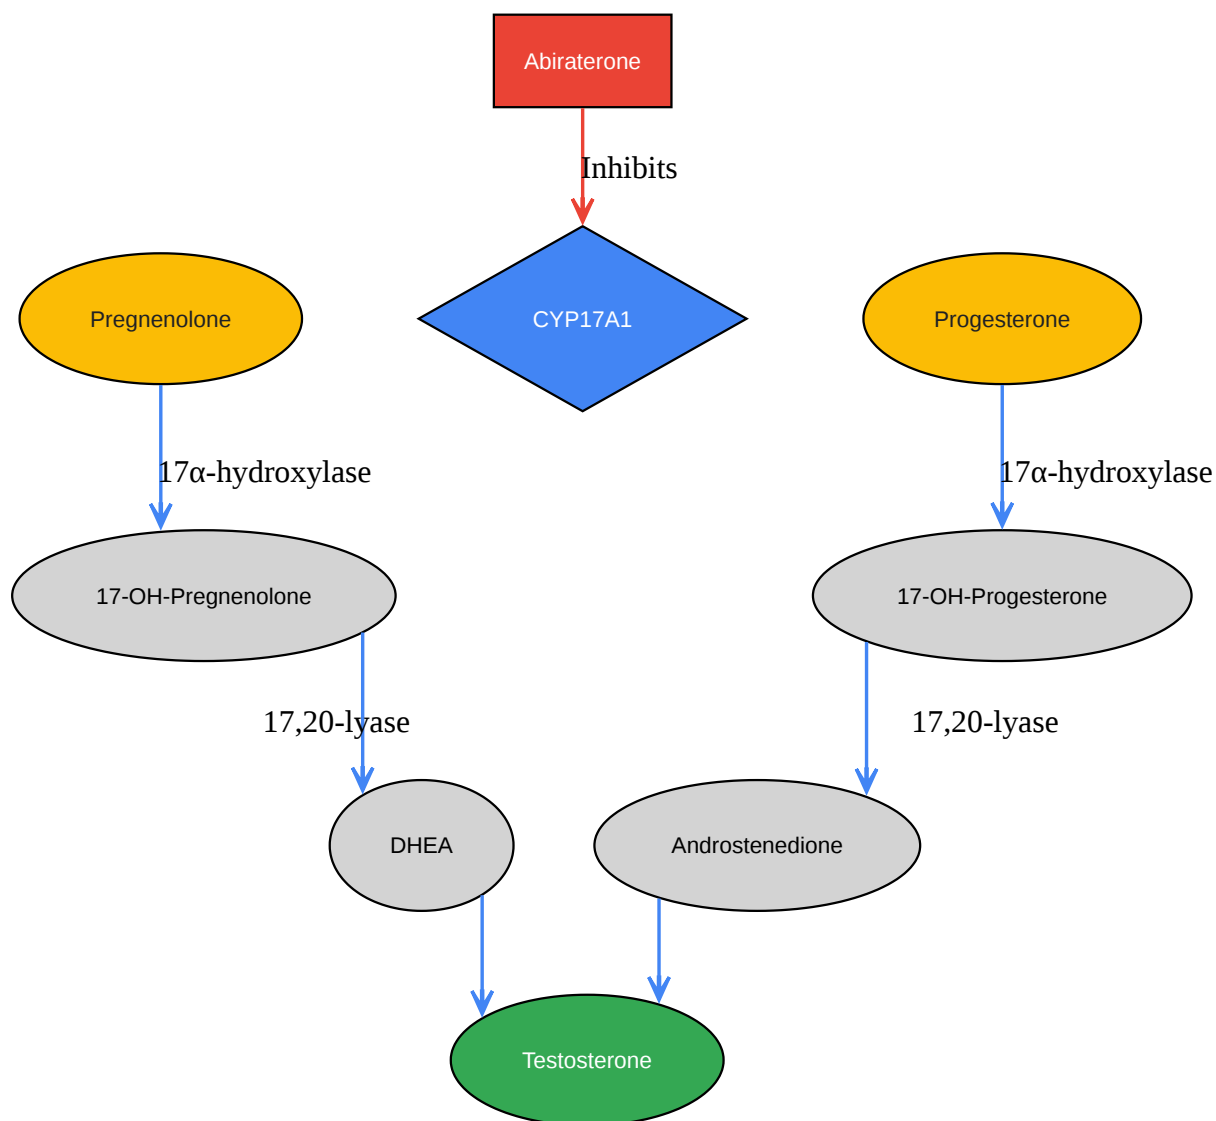 Abiraterone
Inhibits
Pregnenolone
CYP17A1
Progesterone
17α-hydroxylase
17α-hydroxylase
17-OH-Pregnenolone
17-OH-Progesterone
17,20-lyase
17,20-lyase
DHEA
Androstenedione
Testosterone